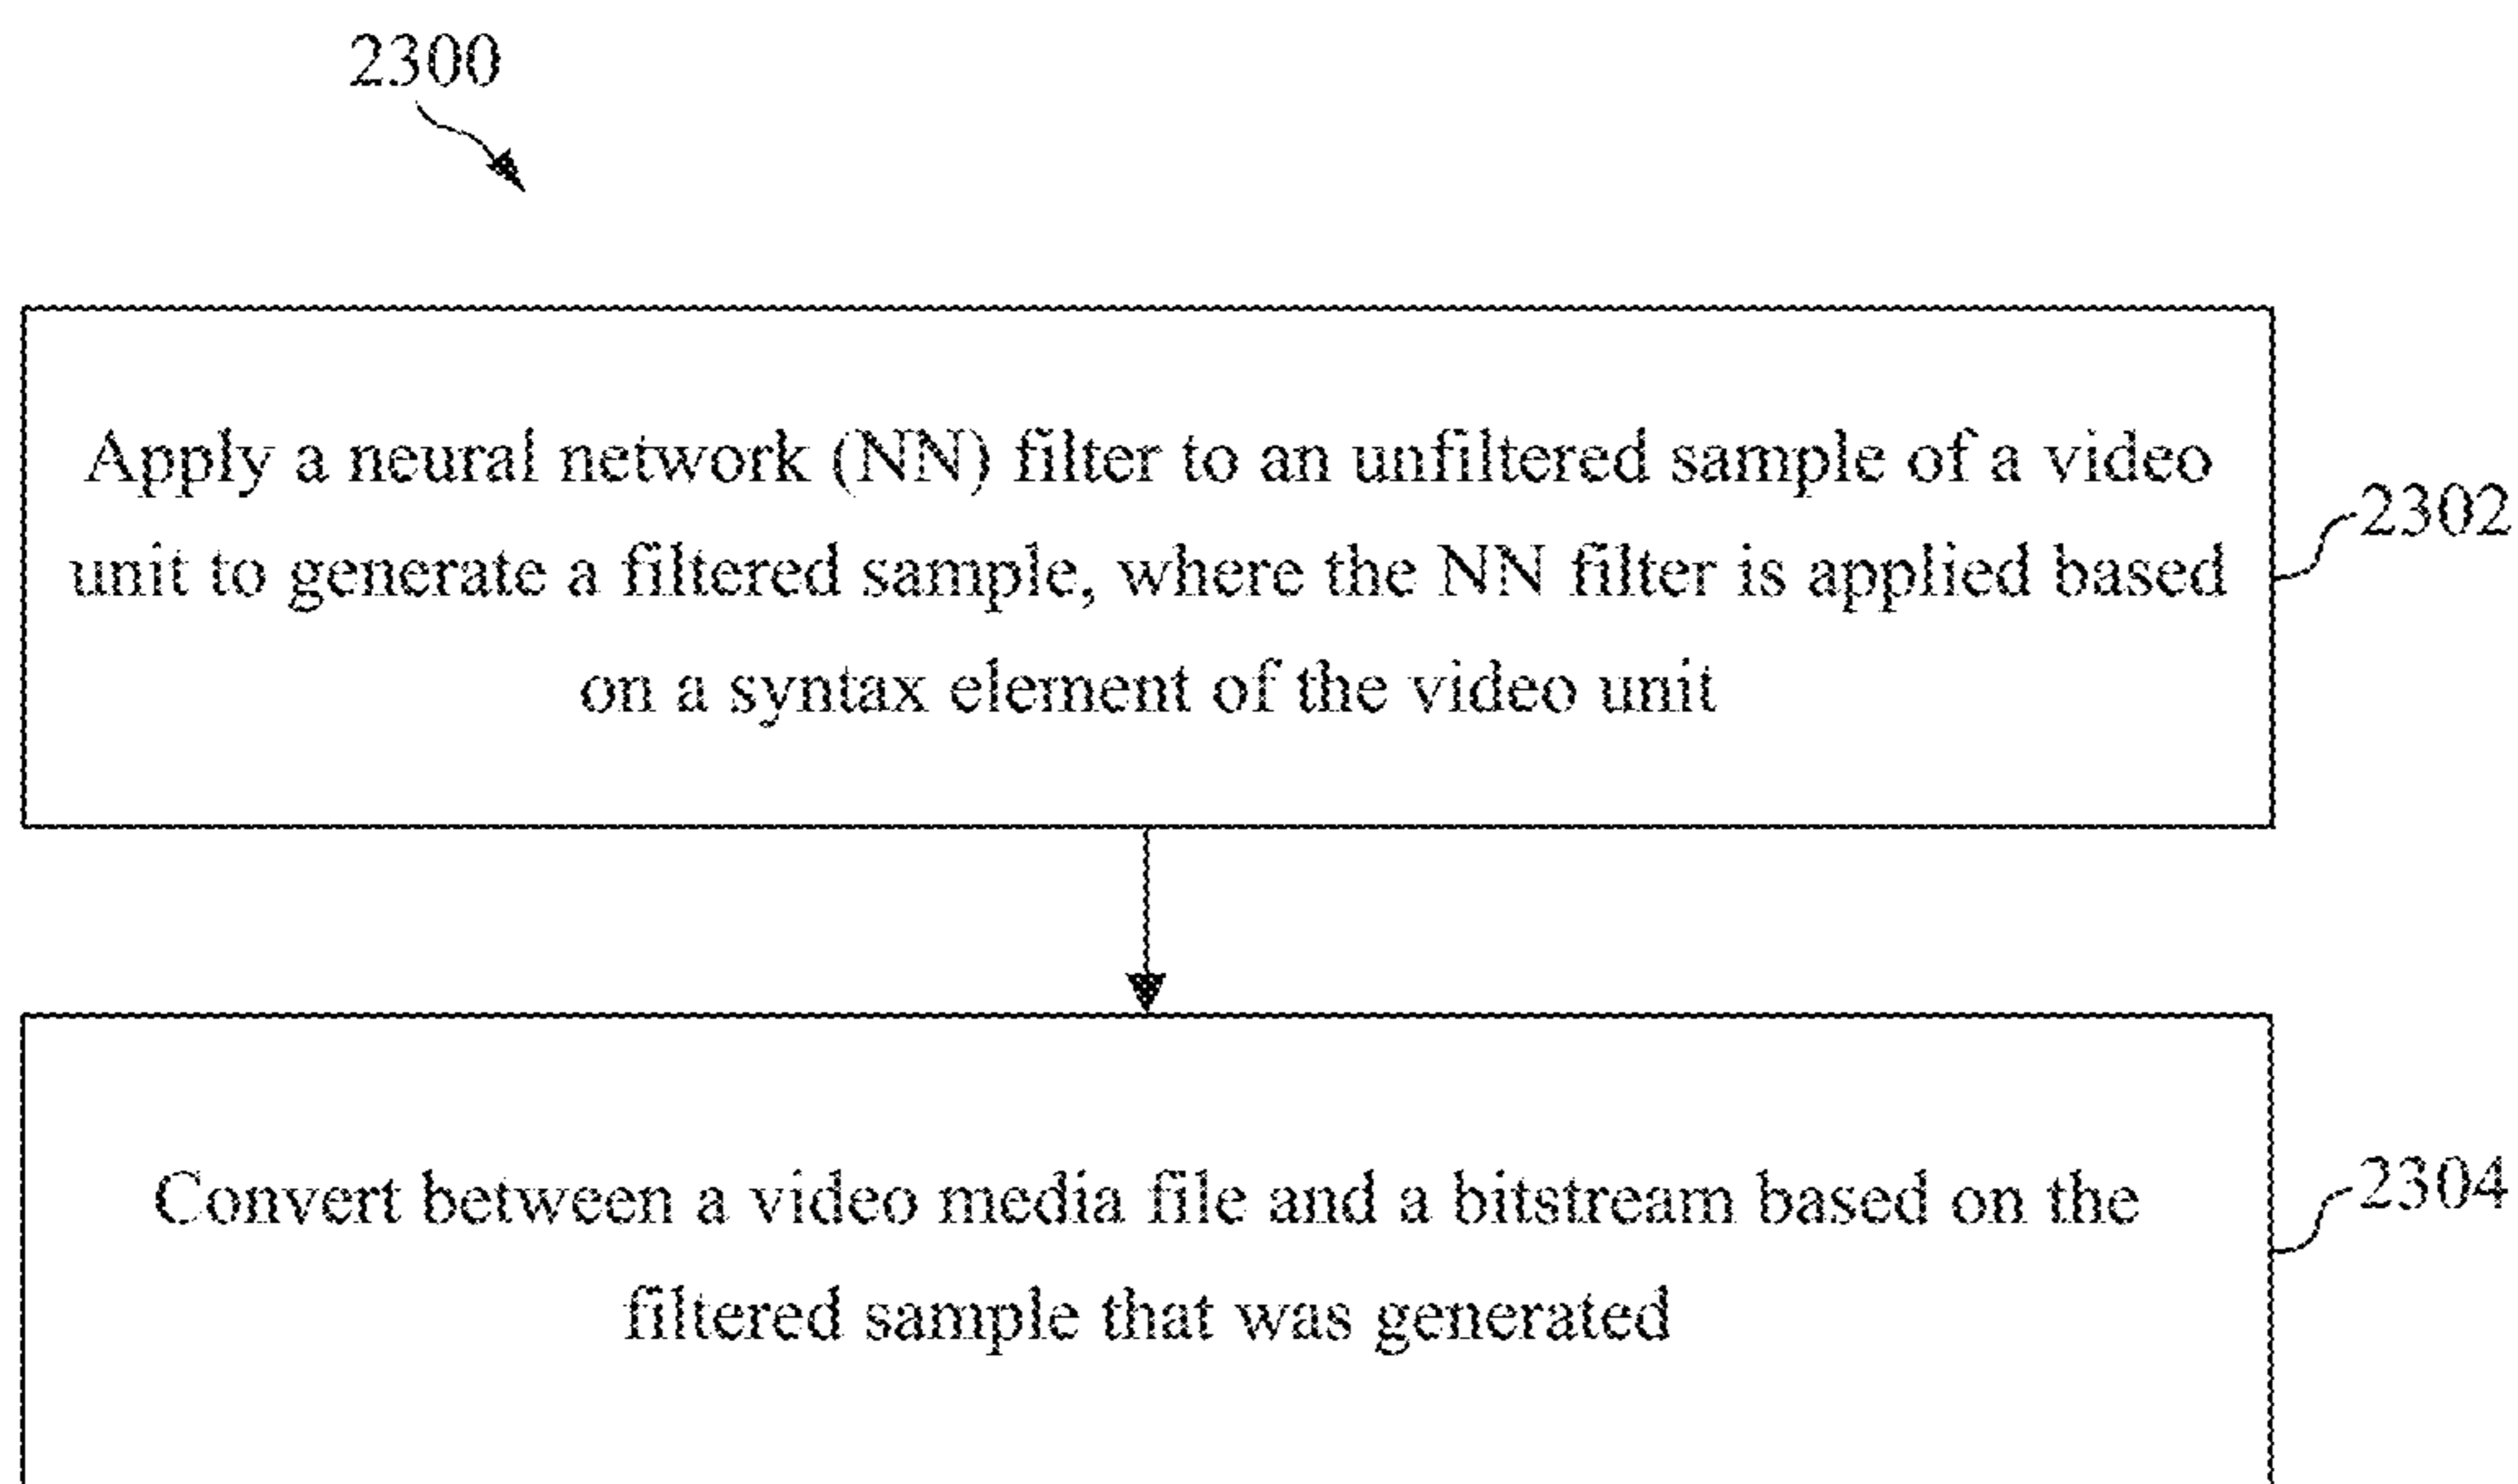 2300
Apply a neural network (NN) filter to an unfiltered sample of a video
unit to generate a filtered sample, where the NN filter is applied based
on a syntax element of the video unit
2302
Convert between a video media file and a bitstream based on the
filtered sample that was generated
2304